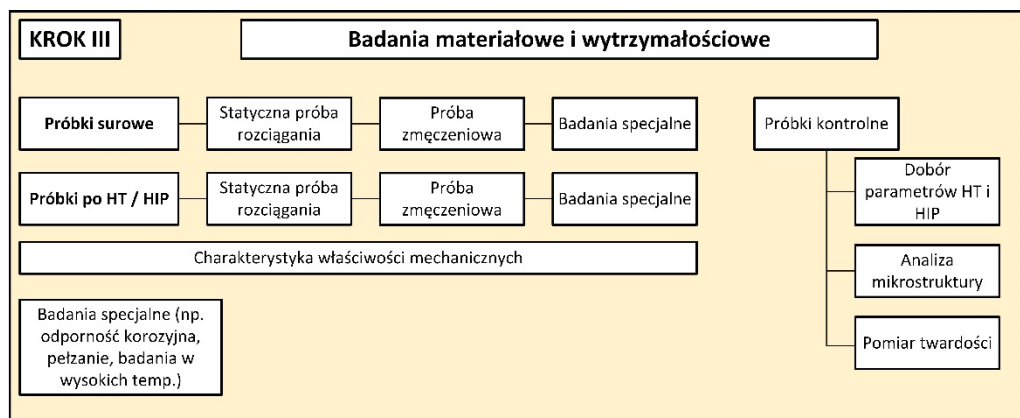 KROK III
Badania materiałowe i wytrzymałościowe
Próbki surowe
Statyczna próba
rozciągania
Próba
zmęczeniowa
Badania specjalne
Próbki po HT / HIP
Statyczna próba
rozciągania
Próba
zmęczeniowa
Badania specjalne
Charakterystyka właściwości mechanicznych
Badania specjalne (np.
odporność korozyjna,
pełzanie, badania w
wysokich temp.)
Próbki kontrolne
Dobór
parametrów HT i
HIP
Analiza
mikrostruktury
Pomiar twardości